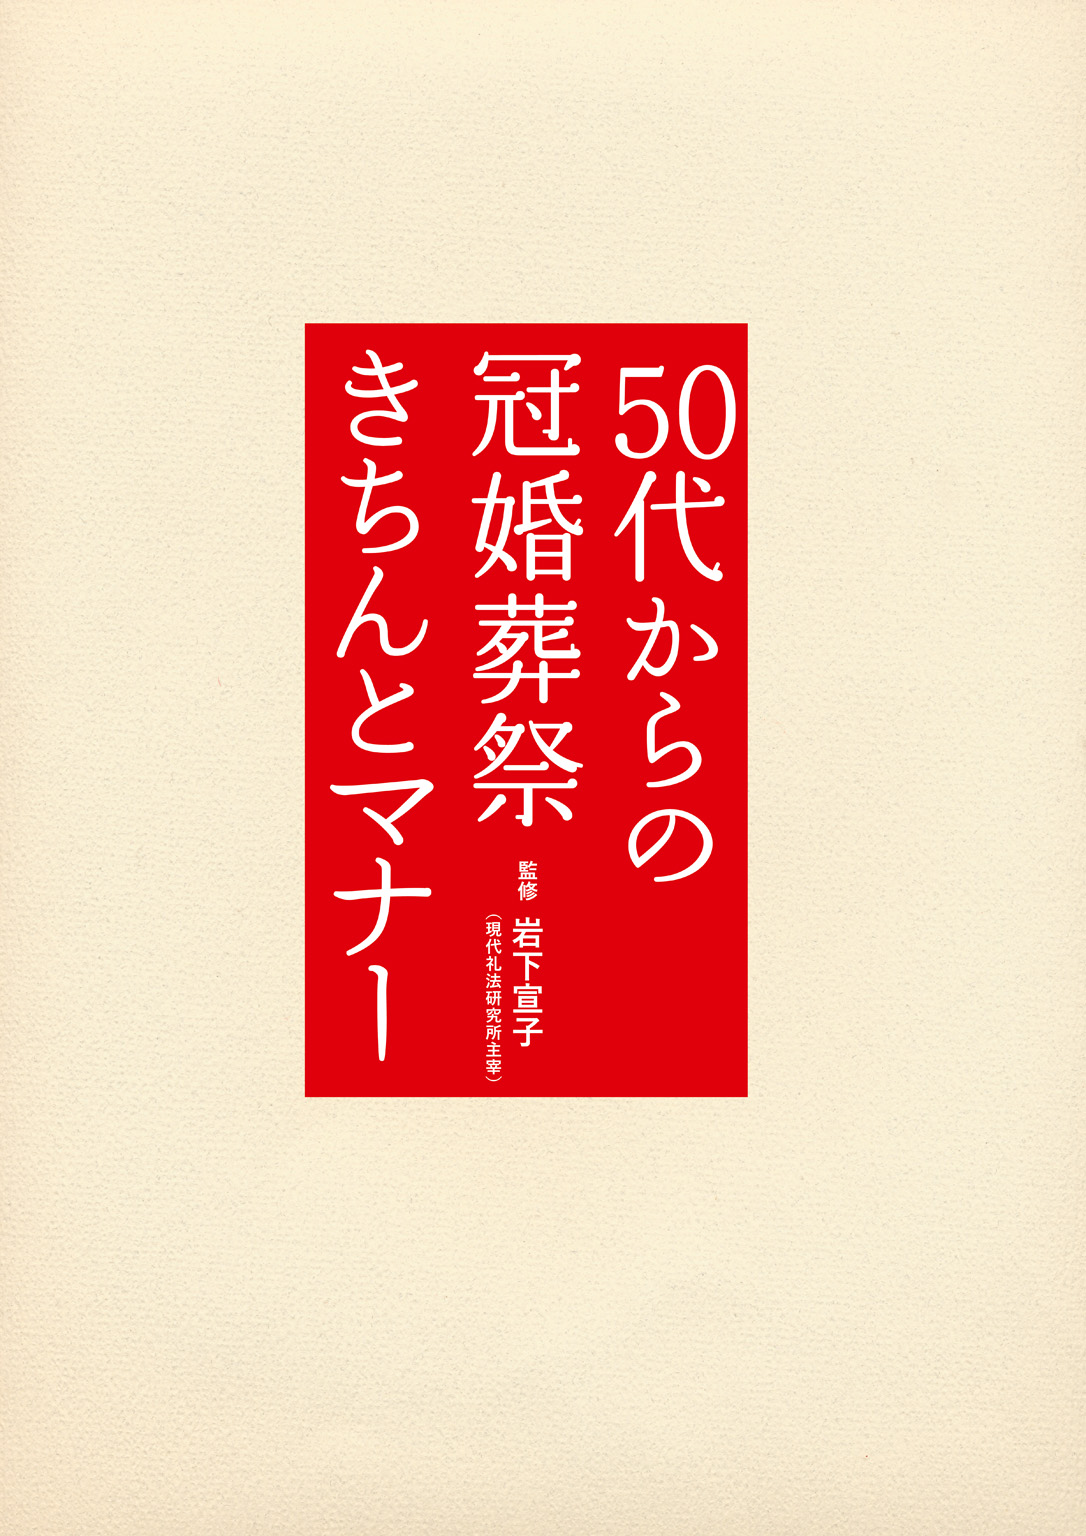 50代からの
冠婚葬祭
きちんとマナー
監修 岩下宣子
（現代礼法研究所主宰）